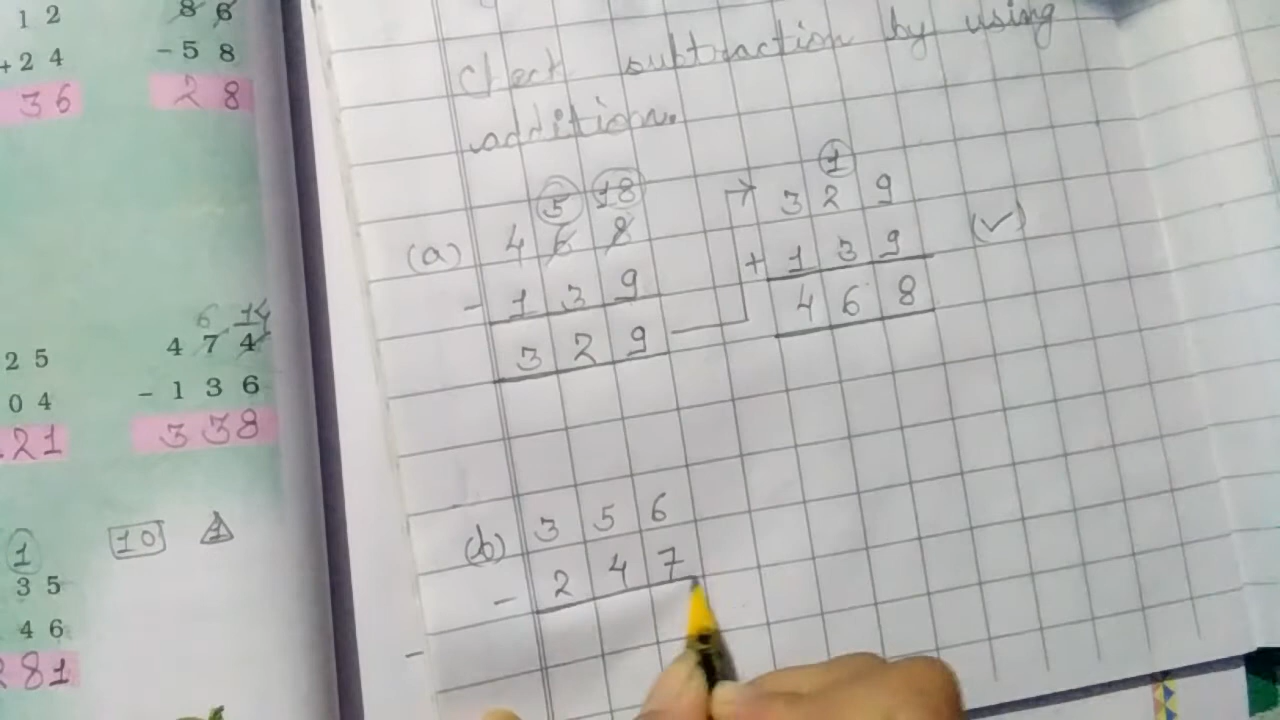 1 2
+ 2 4
3 6
8 6
- 5 8
2 8
2 5
0 4
21
6 14
4 7 4
- 1 3 6
3 3 8
1
3 5
4 6
281
10 1
Check subtraction by using
addition.
5 18
(a) 4 6 8
- 1 3 9
3 2 9
1
3 2 9
+ 1 3 9 (✓)
4 6 8
(b) 3 5 6
- 2 4 7